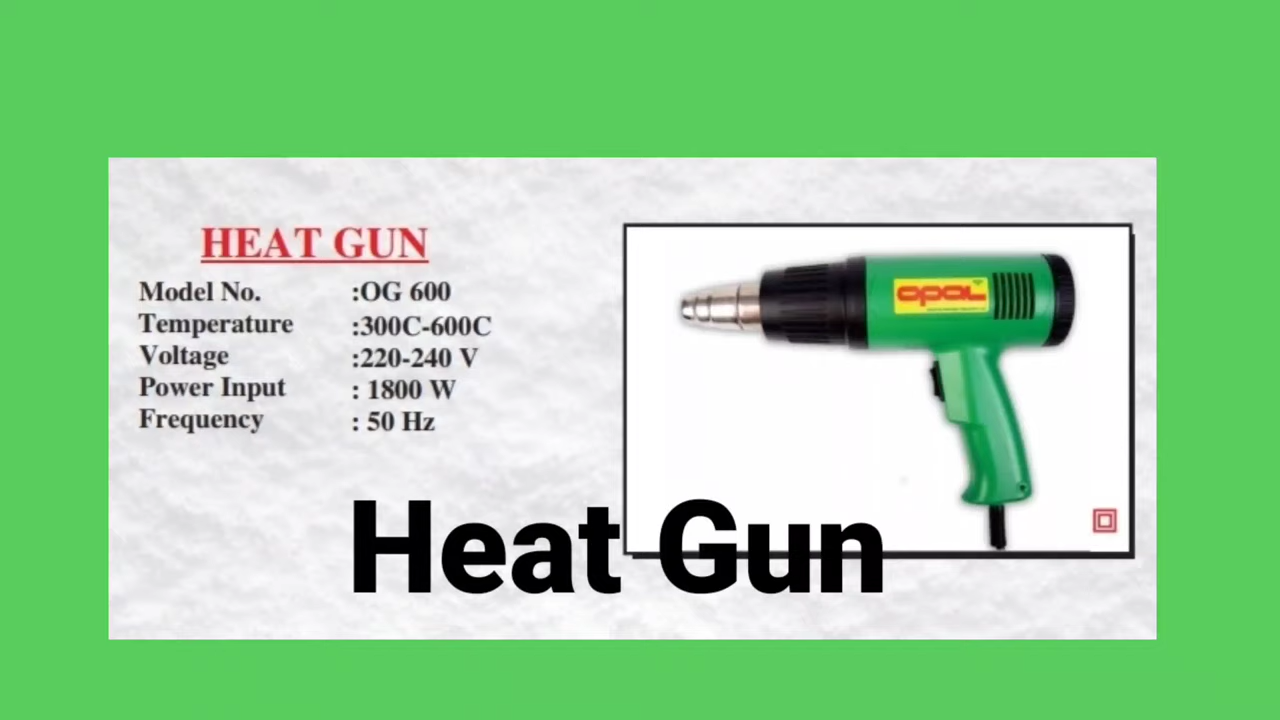 HEAT GUN
Model No. :OG 600
Temperature :300C-600C
Voltage :220-240 V
Power Input : 1800 W
Frequency : 50 Hz
OPAL
Heat Gun